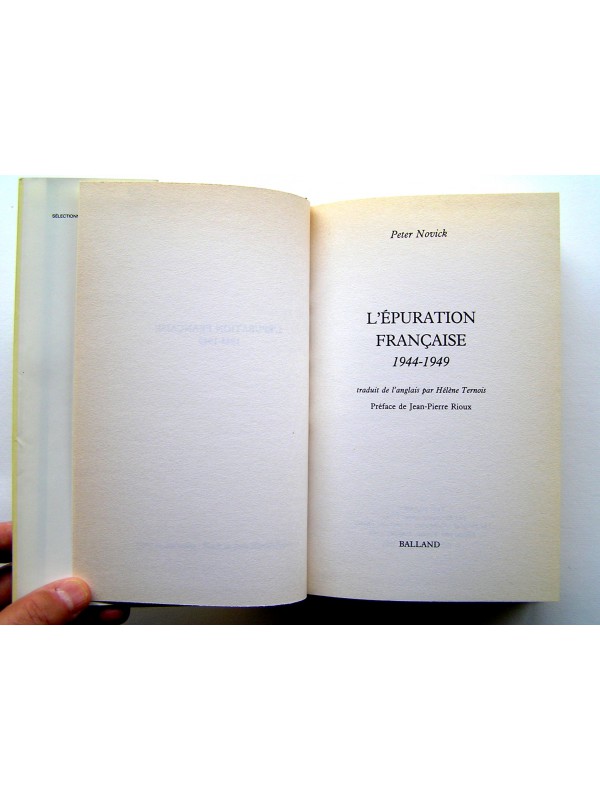 Peter Novick
L'ÉPURATION
FRANÇAISE
1944-1949
traduit de l'anglais par Hélène Ternois
Préface de Jean-Pierre Rioux
BALLAND